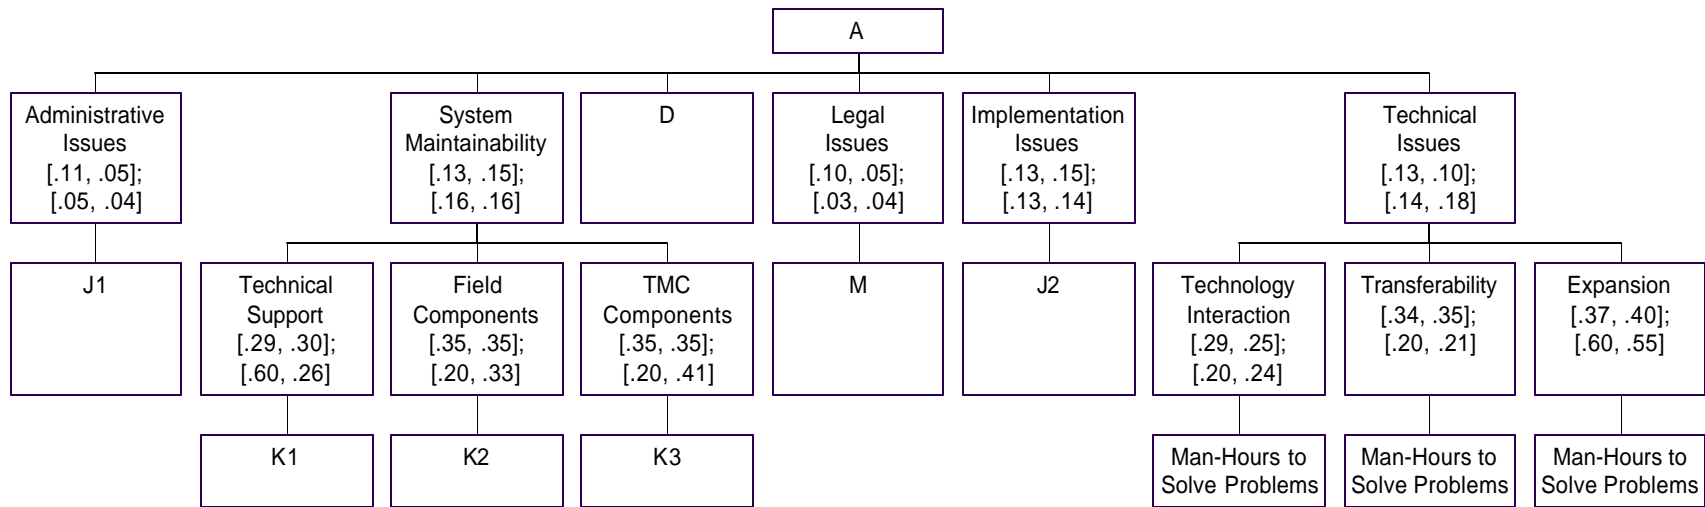 A
Administrative
Issues
[.11, .05];
[.05, .04]
System
Maintainability
[.13, .15];
[.16, .16]
D
Legal
Issues
[.10, .05];
[.03, .04]
Implementation
Issues
[.13, .15];
[.13, .14]
Technical
Issues
[.13, .10];
[.14, .18]
J1
Technical
Support
[.29, .30];
[.60, .26]
Field
Components
[.35, .35];
[.20, .33]
TMC
Components
[.35, .35];
[.20, .41]
M
J2
Technology
Interaction
[.29, .25];
[.20, .24]
Transferability
[.34, .35];
[.20, .21]
Expansion
[.37, .40];
[.60, .55]
K1
K2
K3
Man-Hours to
Solve Problems
Man-Hours to
Solve Problems
Man-Hours to
Solve Problems